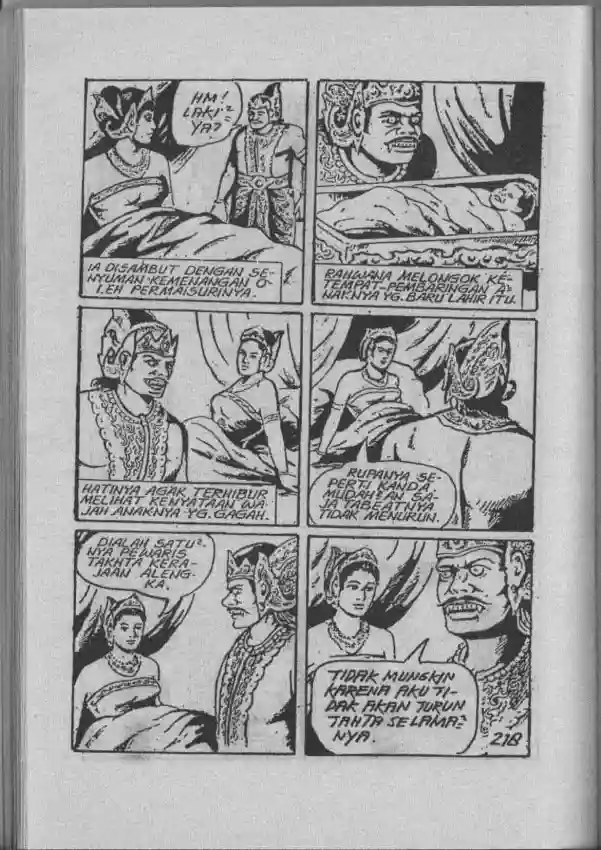 HM!
LAKI²
YA?
IA DISAMBUT DENGAN SE-
NYUMAN KEMENANGAN O-
LEH PERMAISURINYA.
RAHWANA MELONGOK KE-
TEMPAT PEMBARINGAN A-
NAKNYA YG. BARU LAHIR ITU.
HATINYA AGAK TERHIBUR
MELIHAT KENYATAAN WA-
JAH ANAKNYA YG. GAGAH.
RUPANYA SE-
PERTI KANDA
MUDAH²AN SA-
JA TABEATNYA
TIDAK MENURUN.
DIALAH SATU²-
NYA PEWARIS
TAKHTA KERA-
JAAN ALENG-
KA.
TIDAK MUNGKIN
KARENA AKU TI-
DAK AKAN TURUN
TAHTA SELAMA²
NYA.
218